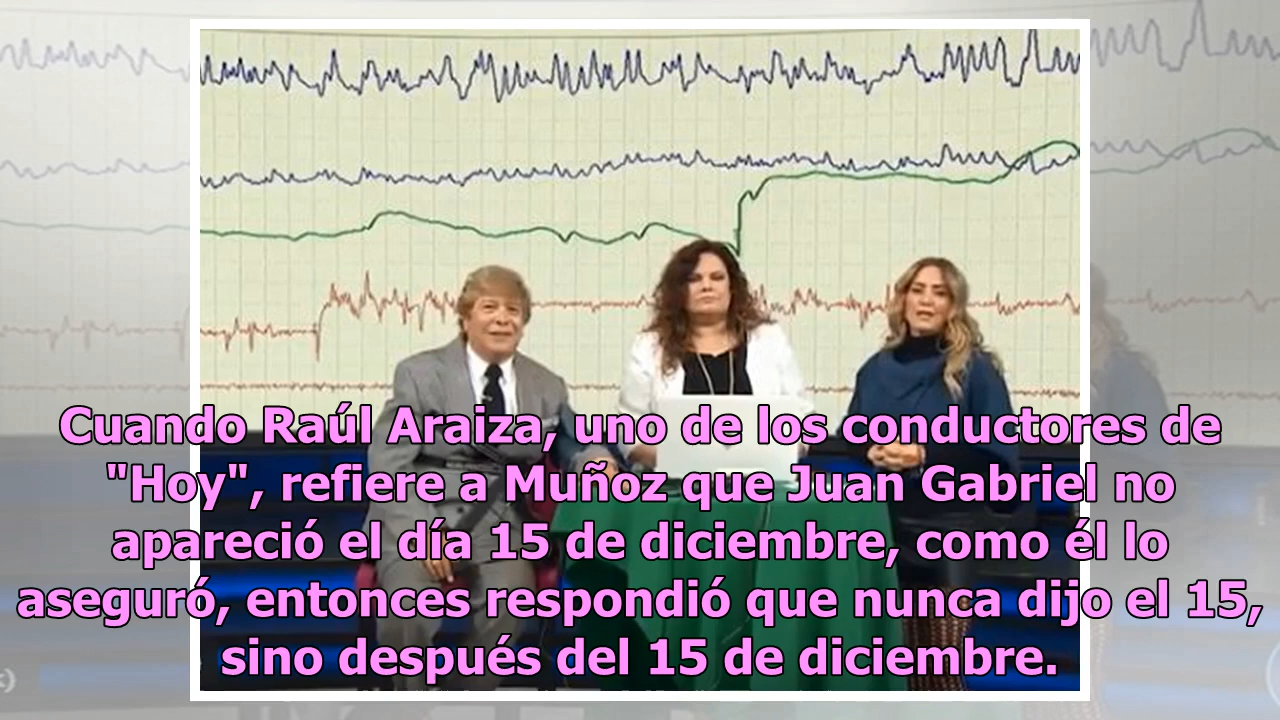 Cuando Raúl Araiza, uno de los conductores de
"Hoy", refiere a Muñoz que Juan Gabriel no
apareció el día 15 de diciembre, como él lo
aseguró, entonces respondió que nunca dijo el 15,
sino después del 15 de diciembre.